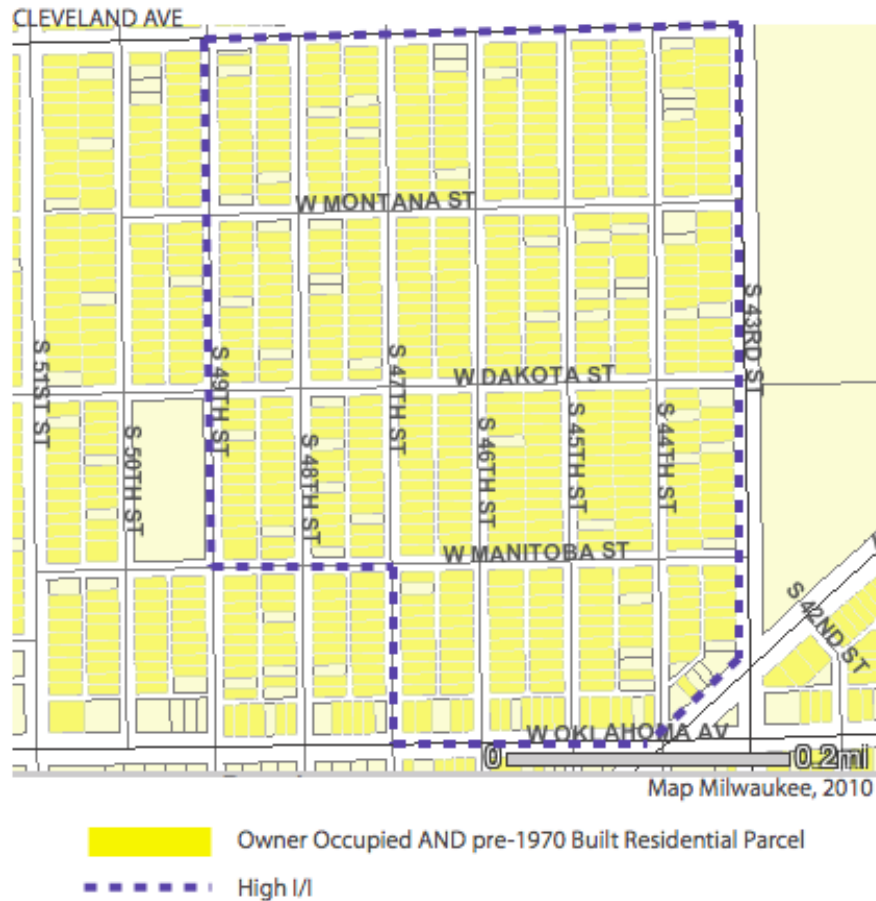 CLEVELAND AVE
W MONTANA ST
S 43RD ST
S 51ST ST
S 49TH ST
S 47TH ST
W DAKOTA ST
S 50TH ST
S 48TH ST
S 46TH ST
S 45TH ST
S 44TH ST
W MANITOBA ST
S 42ND ST
W OKLAHOMA AV
0 0.2mi
Map Milwaukee, 2010
Owner Occupied AND pre-1970 Built Residential Parcel
High I/I